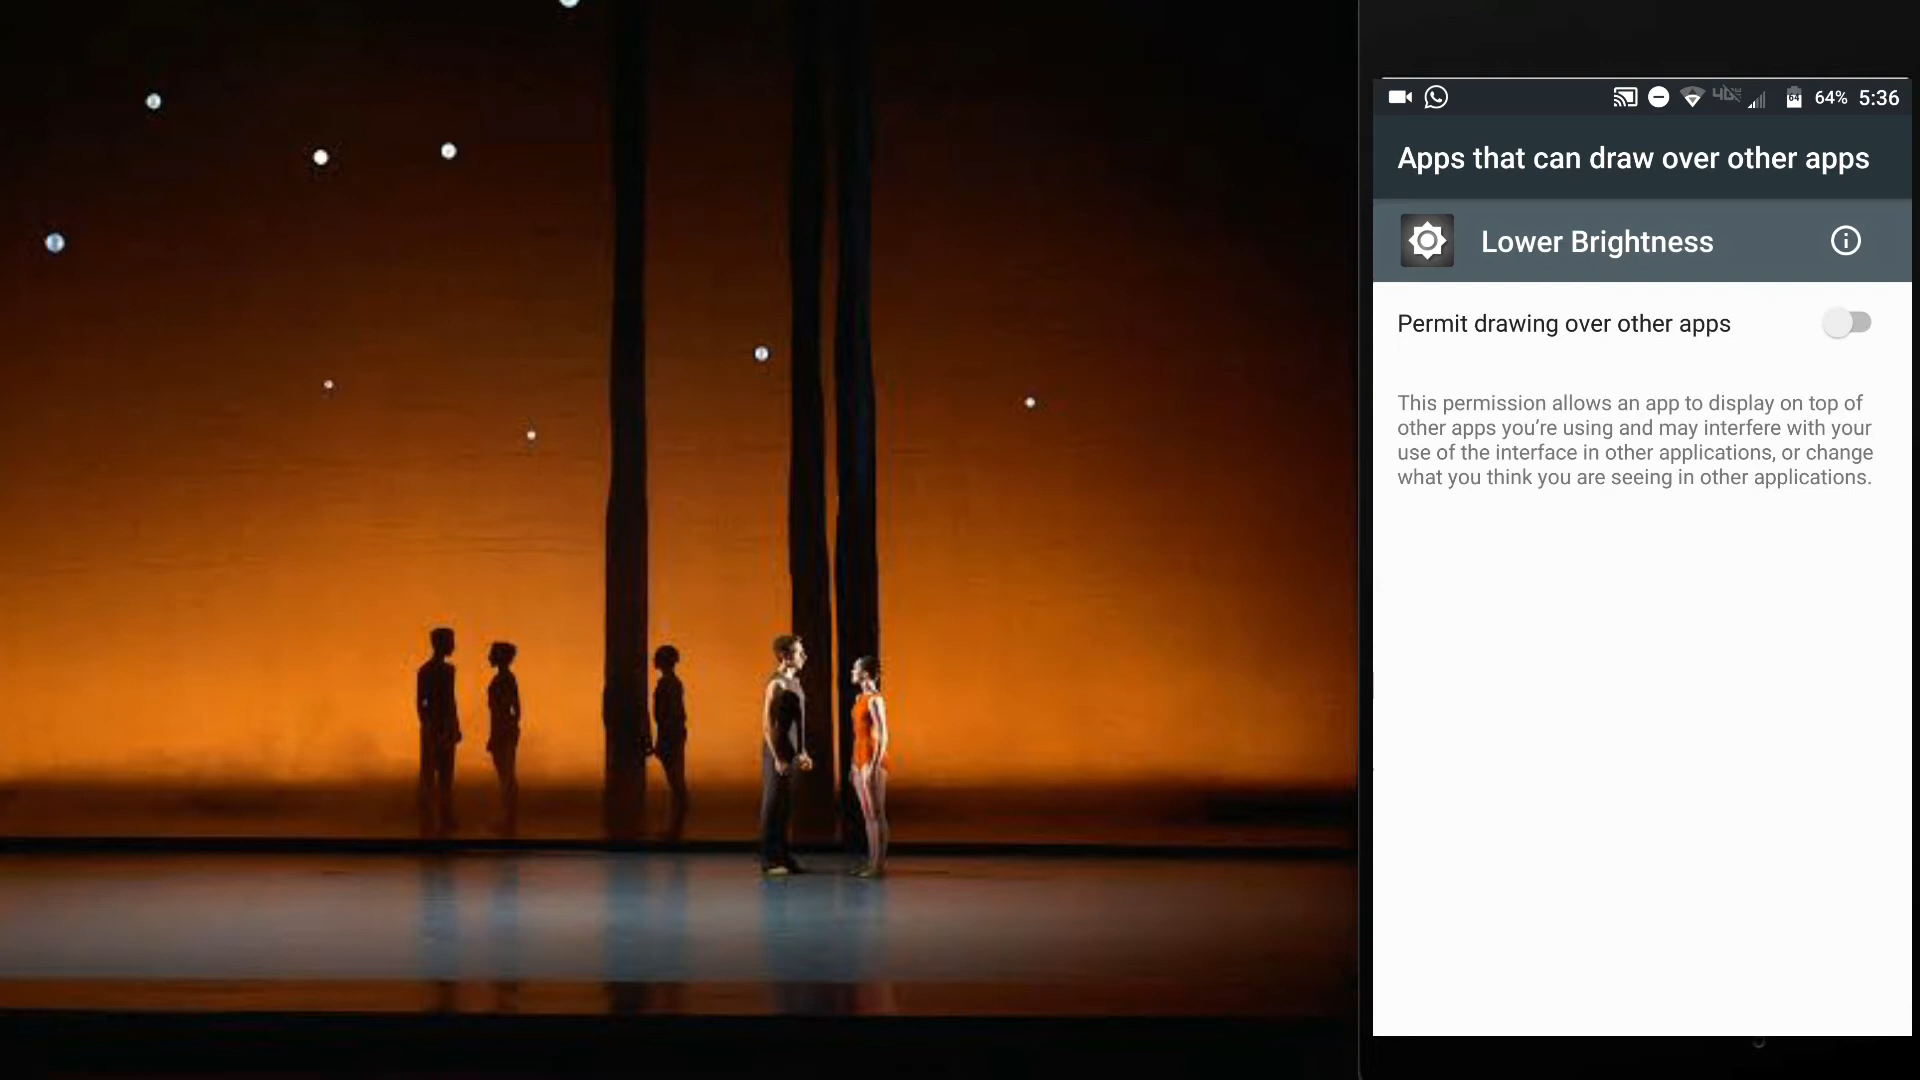 64% 5:36
Apps that can draw over other apps
Lower Brightness
Permit drawing over other apps
This permission allows an app to display on top of
other apps you’re using and may interfere with your
use of the interface in other applications, or change
what you think you are seeing in other applications.